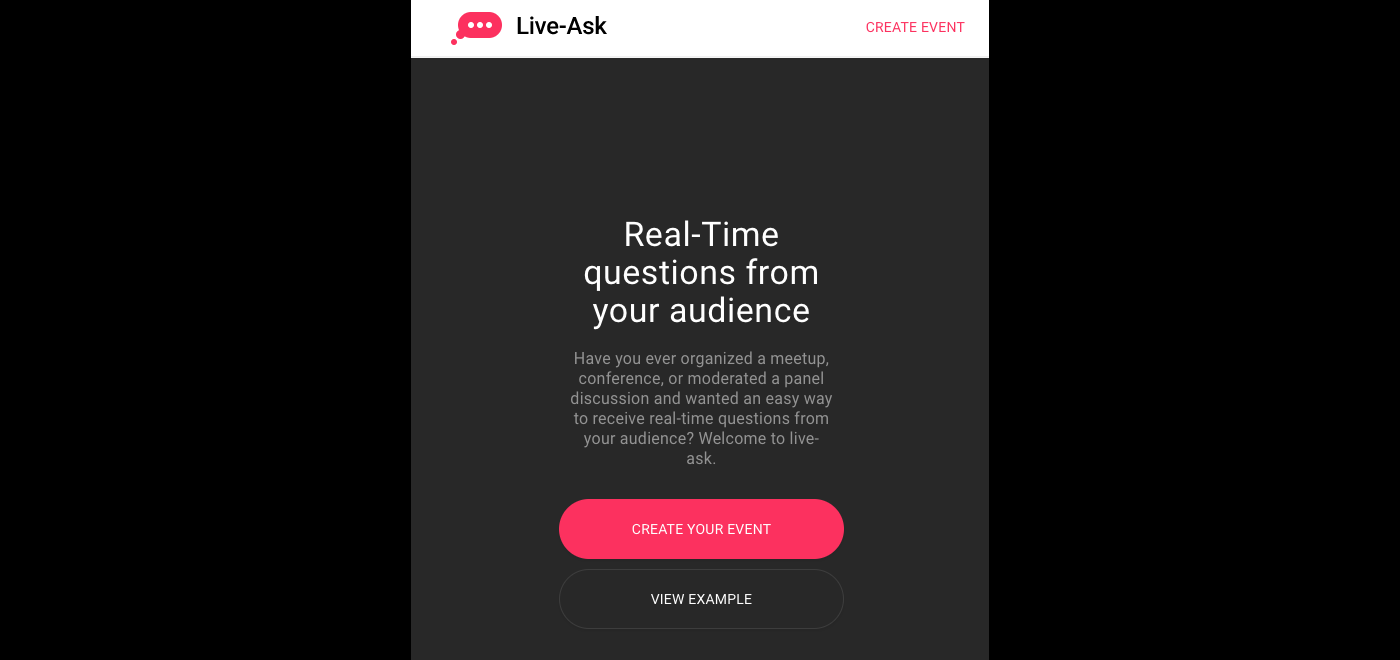 Live-Ask
CREATE EVENT
Real-Time
questions from
your audience
Have you ever organized a meetup,
conference, or moderated a panel
discussion and wanted an easy way
to receive real-time questions from
your audience? Welcome to live-
ask.
CREATE YOUR EVENT
VIEW EXAMPLE